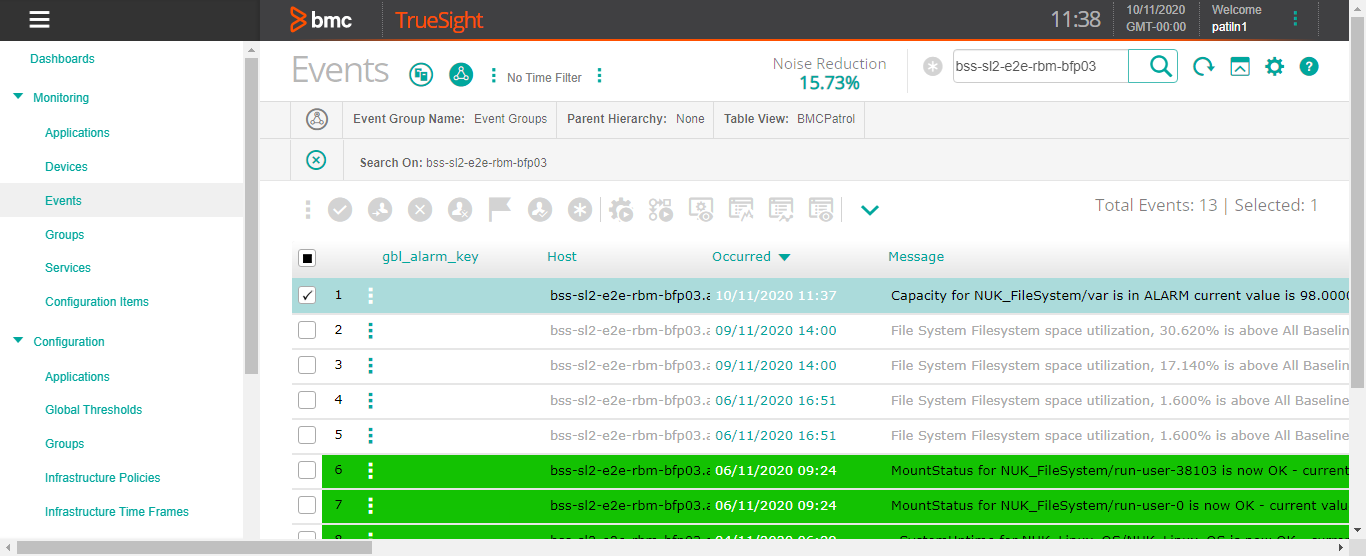 bmc TrueSight 11:38 10/11/2020 GMT-00:00 Welcome patiln1
Dashboards
Monitoring
Applications
Devices
Events
Groups
Services
Configuration Items
Configuration
Applications
Global Thresholds
Groups
Infrastructure Policies
Infrastructure Time Frames
Events No Time Filter Noise Reduction 15.73% bss-sl2-e2e-rbm-bfp03
Event Group Name: Event Groups Parent Hierarchy: None Table View: BMCPatrol
Search On: bss-sl2-e2e-rbm-bfp03
Total Events: 13 | Selected: 1
gbl_alarm_key Host Occurred Message
1 bss-sl2-e2e-rbm-bfp03.a 10/11/2020 11:37 Capacity for NUK_FileSystem/var is in ALARM current value is 98.0000
2 bss-sl2-e2e-rbm-bfp03.a 09/11/2020 14:00 File System Filesystem space utilization, 30.620% is above All Baselin
3 bss-sl2-e2e-rbm-bfp03.a 09/11/2020 14:00 File System Filesystem space utilization, 17.140% is above All Baselin
4 bss-sl2-e2e-rbm-bfp03.a 06/11/2020 16:51 File System Filesystem space utilization, 1.600% is above All Baseline
5 bss-sl2-e2e-rbm-bfp03.a 06/11/2020 16:51 File System Filesystem space utilization, 1.600% is above All Baseline
6 bss-sl2-e2e-rbm-bfp03.a 06/11/2020 09:24 MountStatus for NUK_FileSystem/run-user-38103 is now OK - current
7 bss-sl2-e2e-rbm-bfp03.a 06/11/2020 09:24 MountStatus for NUK_FileSystem/run-user-0 is now OK - current valu